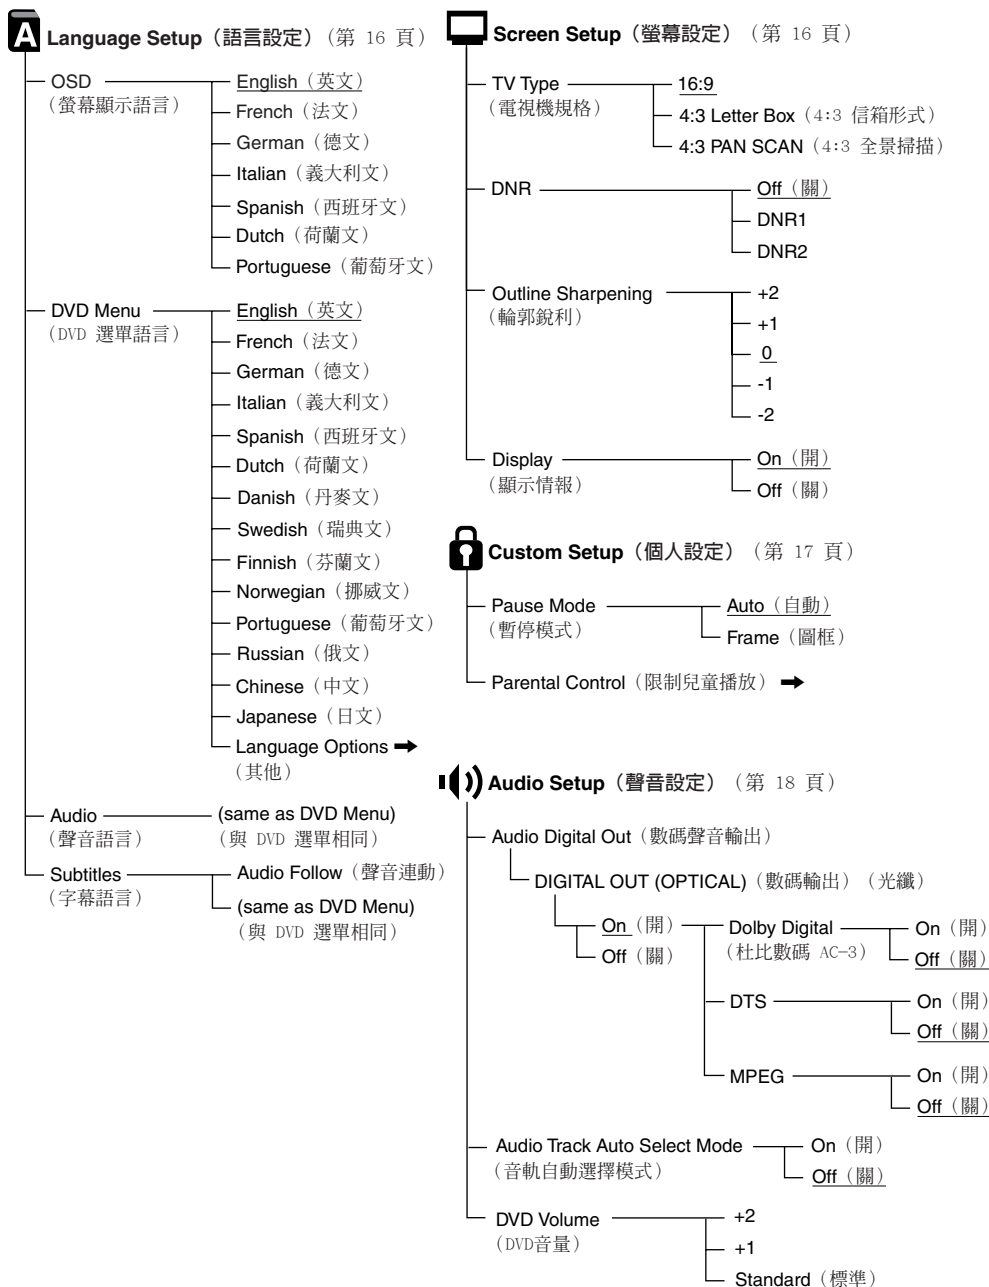 A Language Setup（語言設定）（第 16 頁）
OSD
（螢幕顯示語言）
English（英文）
French（法文）
German（德文）
Italian（義大利文）
Spanish（西班牙文）
Dutch（荷蘭文）
Portuguese（葡萄牙文）
DVD Menu
（DVD 選單語言）
English（英文）
French（法文）
German（德文）
Italian（義大利文）
Spanish（西班牙文）
Dutch（荷蘭文）
Danish（丹麥文）
Swedish（瑞典文）
Finnish（芬蘭文）
Norwegian（挪威文）
Portuguese（葡萄牙文）
Russian（俄文）
Chinese（中文）
Japanese（日文）
Language Options ➡
（其他）
Audio
（聲音語言）
(same as DVD Menu)
（與 DVD 選單相同）
Subtitles
（字幕語言）
Audio Follow（聲音連動）
(same as DVD Menu)
（與 DVD 選單相同）
Screen Setup（螢幕設定）（第 16 頁）
TV Type
（電視機規格）
16:9
4:3 Letter Box（4:3 信箱形式）
4:3 PAN SCAN（4:3 全景掃描）
DNR
Off（關）
DNR1
DNR2
Outline Sharpening
（輪郭銳利）
+2
+1
0
-1
-2
Display
（顯示情報）
On（開）
Off（關）
Custom Setup（個人設定）（第 17 頁）
Pause Mode
（暫停模式）
Auto（自動）
Frame（圖框）
Parental Control（限制兒童播放）➡
Audio Setup（聲音設定）（第 18 頁）
Audio Digital Out（數碼聲音輸出）
DIGITAL OUT (OPTICAL)（數碼輸出）（光纖）
On（開）
Off（關）
Dolby Digital
（杜比數碼 AC-3）
On（開）
Off（關）
DTS
On（開）
Off（關）
MPEG
On（開）
Off（關）
Audio Track Auto Select Mode
（音軌自動選擇模式）
On（開）
Off（關）
DVD Volume
（DVD音量）
+2
+1
Standard（標準）